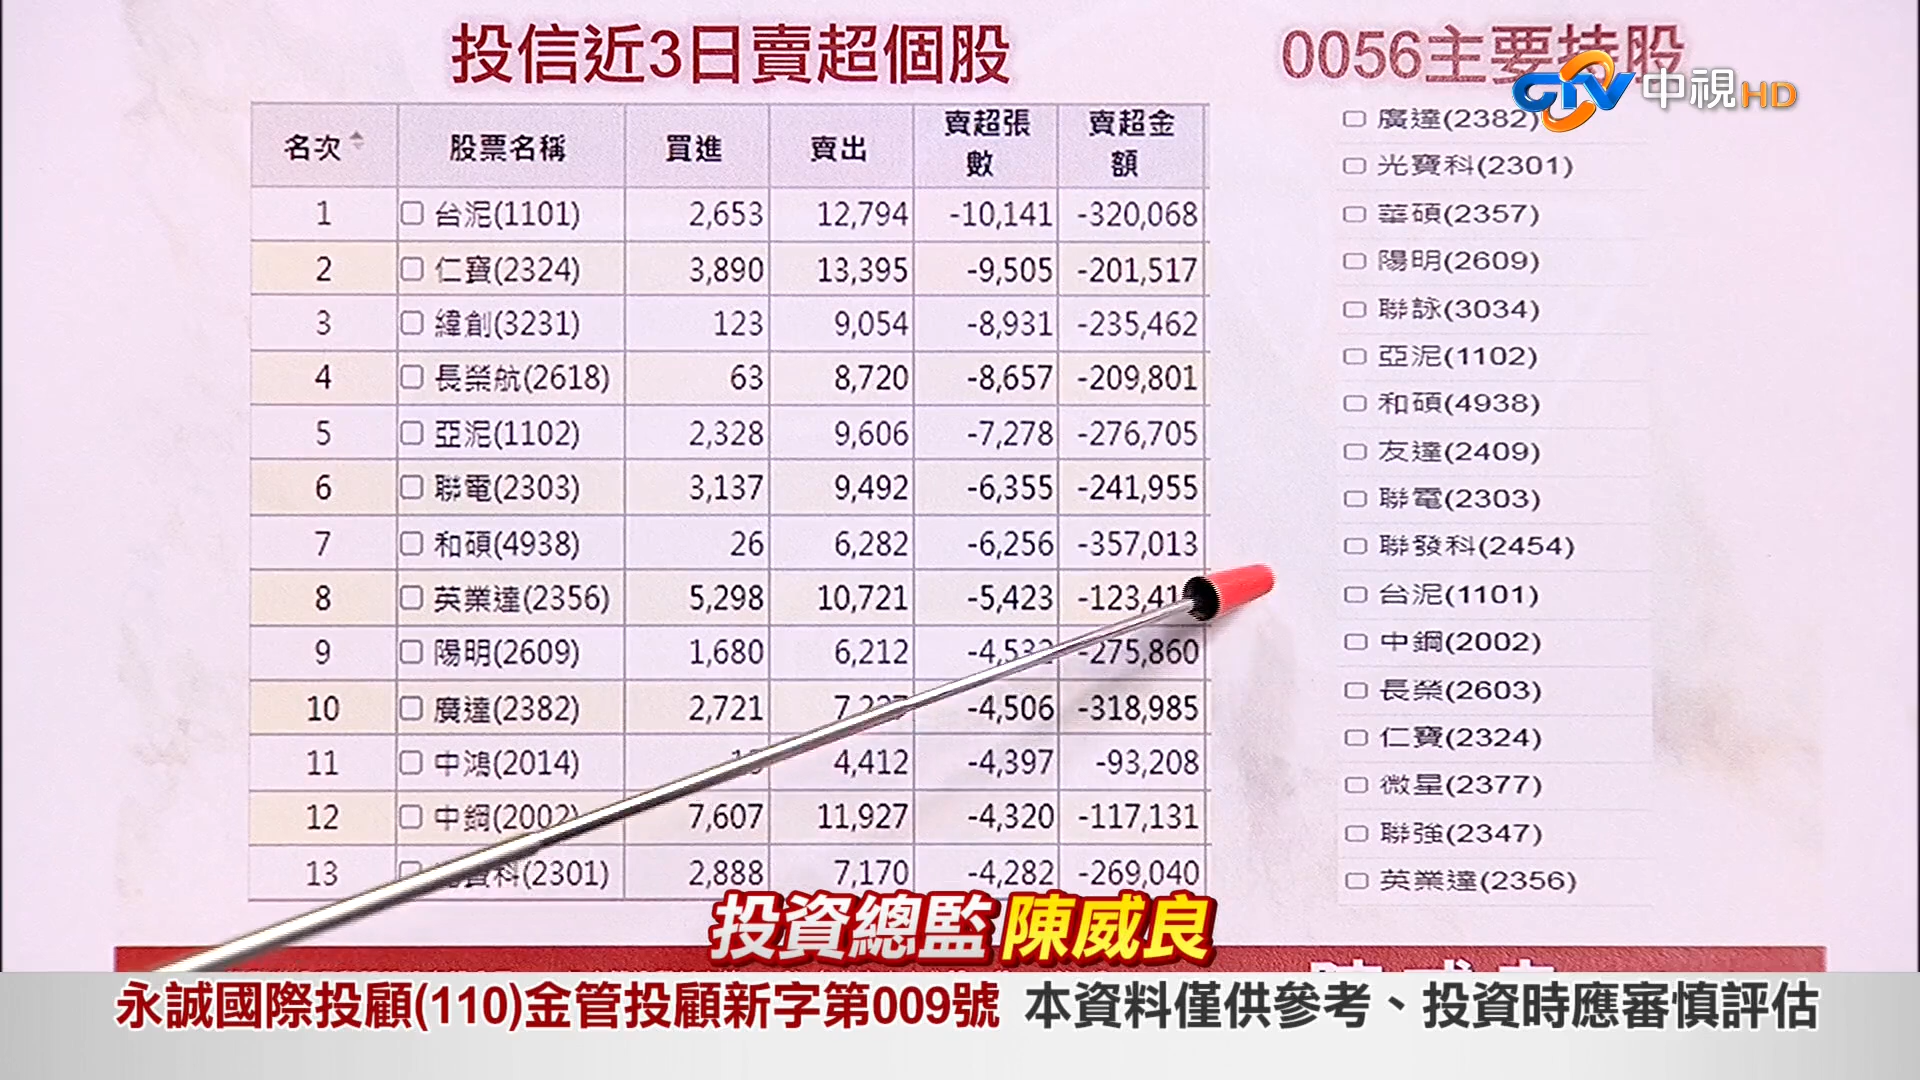 投信近3日賣超個股
名次 股票名稱 買進 賣出 賣超張數 賣超金額
1 台泥(1101) 2,653 12,794 -10,141 -320,068
2 仁寶(2324) 3,890 13,395 -9,505 -201,517
3 緯創(3231) 123 9,054 -8,931 -235,462
4 長榮航(2618) 63 8,720 -8,657 -209,801
5 亞泥(1102) 2,328 9,606 -7,278 -276,705
6 聯電(2303) 3,137 9,492 -6,355 -241,955
7 和碩(4938) 26 6,282 -6,256 -357,013
8 英業達(2356) 5,298 10,721 -5,423
9 陽明(2609) 1,680 6,212 -275,860
10 廣達(2382) 2,721 -4,506 -318,985
11 中鴻(2014) 4,412 -4,397 -93,208
12 中鋼(2002) 7,607 11,927 -4,320 -117,131
13 科(2301) 2,888 7,170 -4,282 -269,040
0056主要持股
廣達(2382)
光寶科(2301)
華碩(2357)
陽明(2609)
聯詠(3034)
亞泥(1102)
和碩(4938)
友達(2409)
聯電(2303)
聯發科(2454)
台泥(1101)
中鋼(2002)
長榮(2603)
仁寶(2324)
微星(2377)
聯強(2347)
英業達(2356)
CTV 中視HD
投資總監 陳威良
永誠國際投顧(110)金管投顧新字第009號 本資料僅供參考、投資時應審慎評估